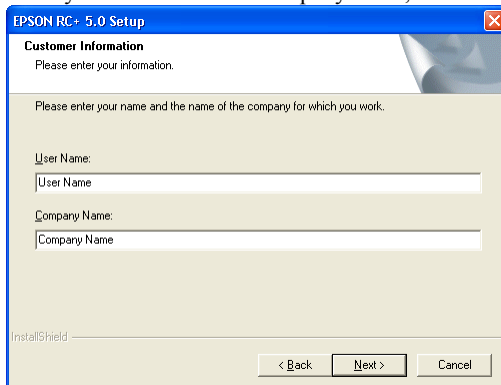 EPSON RC+ 5.0 Setup
Customer Information
Please enter your information.
Please enter your name and the name of the company for which you work.
User Name:
User Name
Company Name:
Company Name
InstallShield
< Back
Next >
Cancel